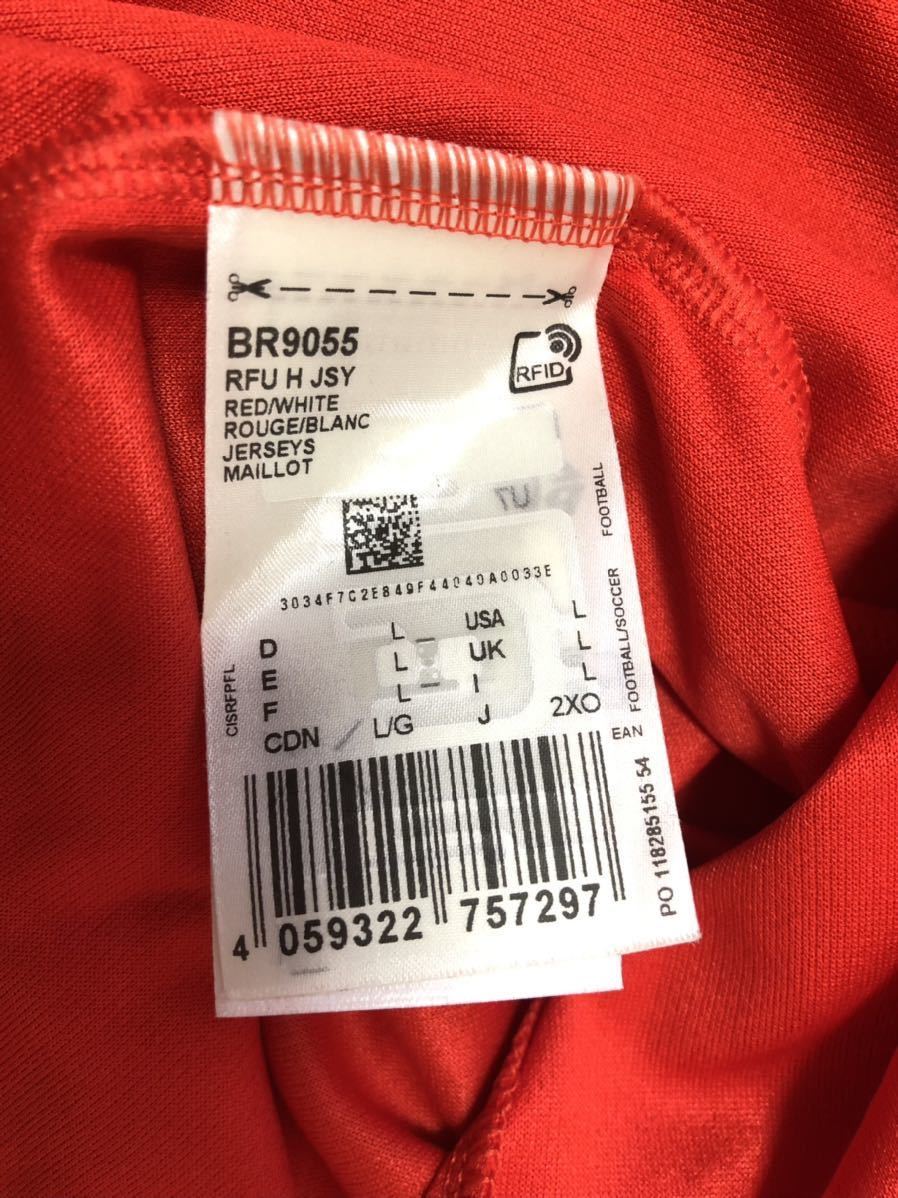 BR9055
RFU H JSY
RED/WHITE
ROUGE/BLANC
JERSEYS
MAILLOT
RFID
3034F7C2E849F44040A0033E
D L USA L
E L UK L
F L I L
CDN L/G J 2XO
CISRFPFL
FOOTBALL/SOCCER FOOTBALL
EAN
PO 118285155 54
4 059322 757297